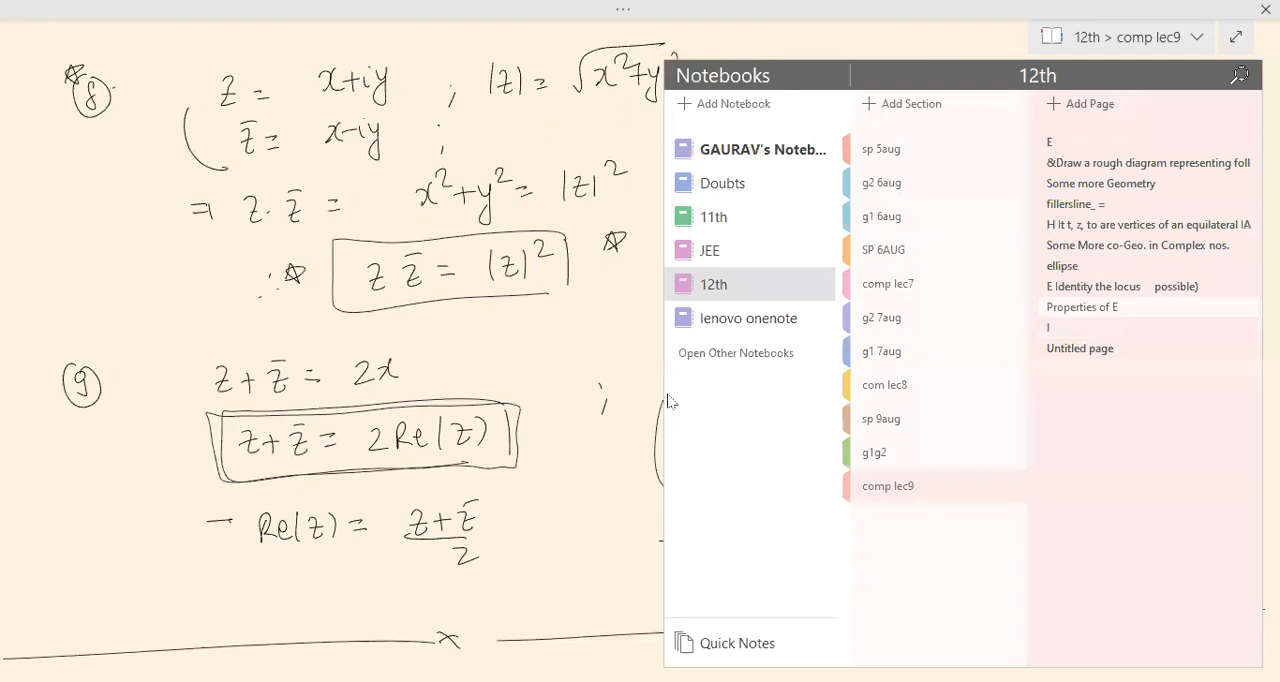 12th > comp lec9
⑧ z = x+iy ; |z| = √x²+y²
z̄ = x-iy ;
⇒ z. z̄ = x²+y² = |z|²
∴ z z̄ = |z|²
⑨ z+z̄ = 2x ;
z+z̄ = 2Re(z)
- Re(z) = z+z̄/2
x
Notebooks
12th
+ Add Notebook
GAURAV's Noteb...
Doubts
11th
JEE
12th
lenovo onenote
Open Other Notebooks
Quick Notes
+ Add Section
sp 5aug
g2 6aug
g1 6aug
SP 6AUG
comp lec7
g2 7aug
g1 7aug
com lec8
sp 9aug
g1g2
comp lec9
+ Add Page
E
&Draw a rough diagram representing foll
Some more Geometry
fillersline_ =
H It t, z, to are vertices of an equilateral lA
Some More co-Geo. in Complex nos.
ellipse
E Identity the locus possible)
Properties of E
J
Untitled page